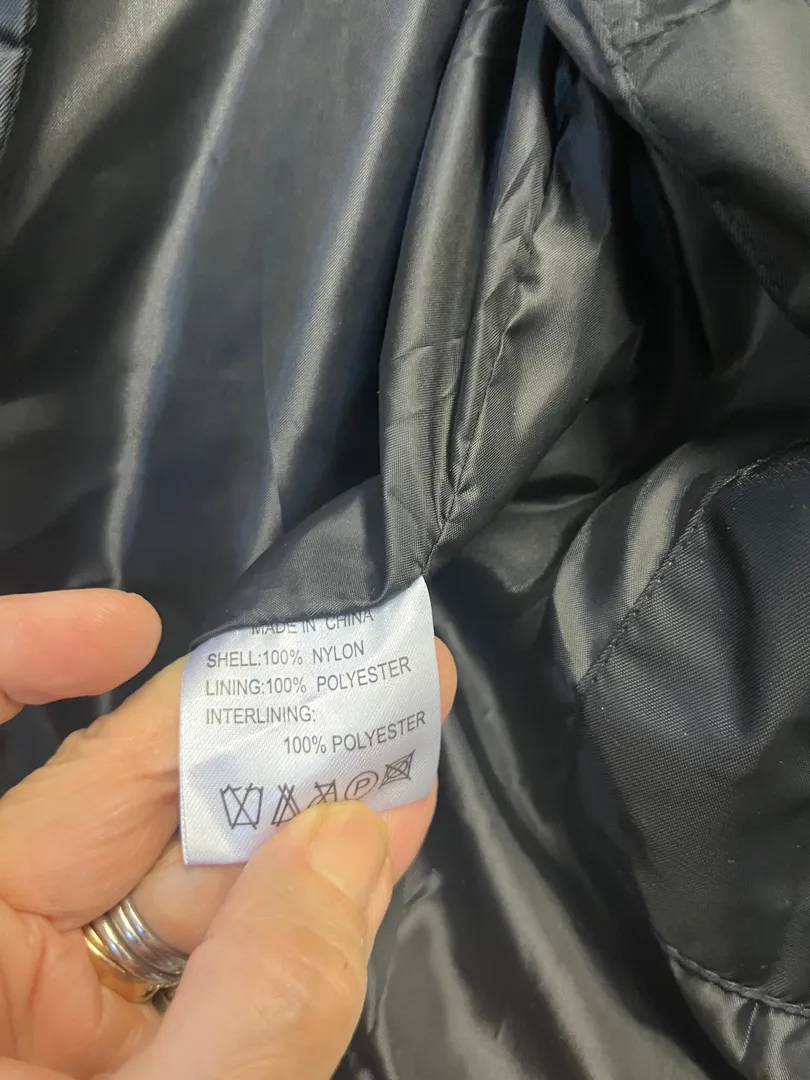 MADE IN CHINA
SHELL:100% NYLON
LINING:100% POLYESTER
INTERLINING:
100% POLYESTER
P